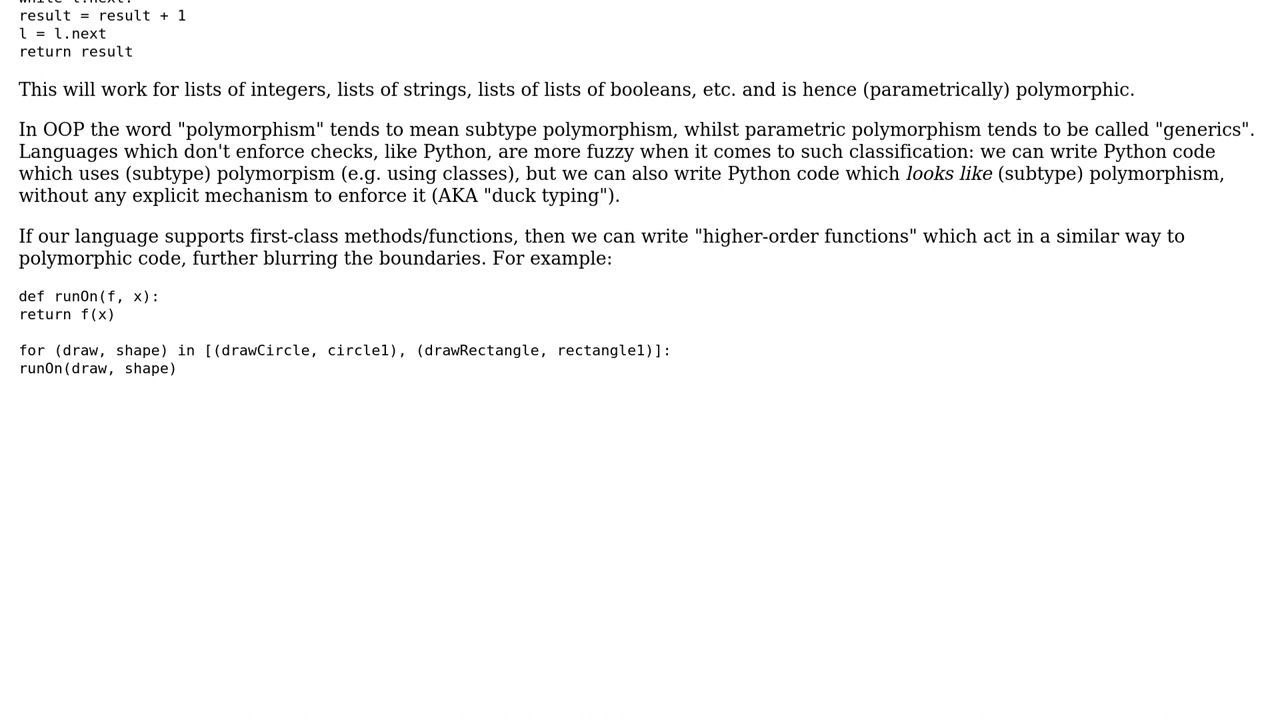 while l.next:
result = result + 1
l = l.next
return result
This will work for lists of integers, lists of strings, lists of lists of booleans, etc. and is hence (parametrically) polymorphic.
In OOP the word "polymorphism" tends to mean subtype polymorphism, whilst parametric polymorphism tends to be called "generics".
Languages which don't enforce checks, like Python, are more fuzzy when it comes to such classification: we can write Python code
which uses (subtype) polymorpism (e.g. using classes), but we can also write Python code which looks like (subtype) polymorphism,
without any explicit mechanism to enforce it (AKA "duck typing").
If our language supports first-class methods/functions, then we can write "higher-order functions" which act in a similar way to
polymorphic code, further blurring the boundaries. For example:
def runOn(f, x):
return f(x)
for (draw, shape) in [(drawCircle, circle1), (drawRectangle, rectangle1)]:
runOn(draw, shape)